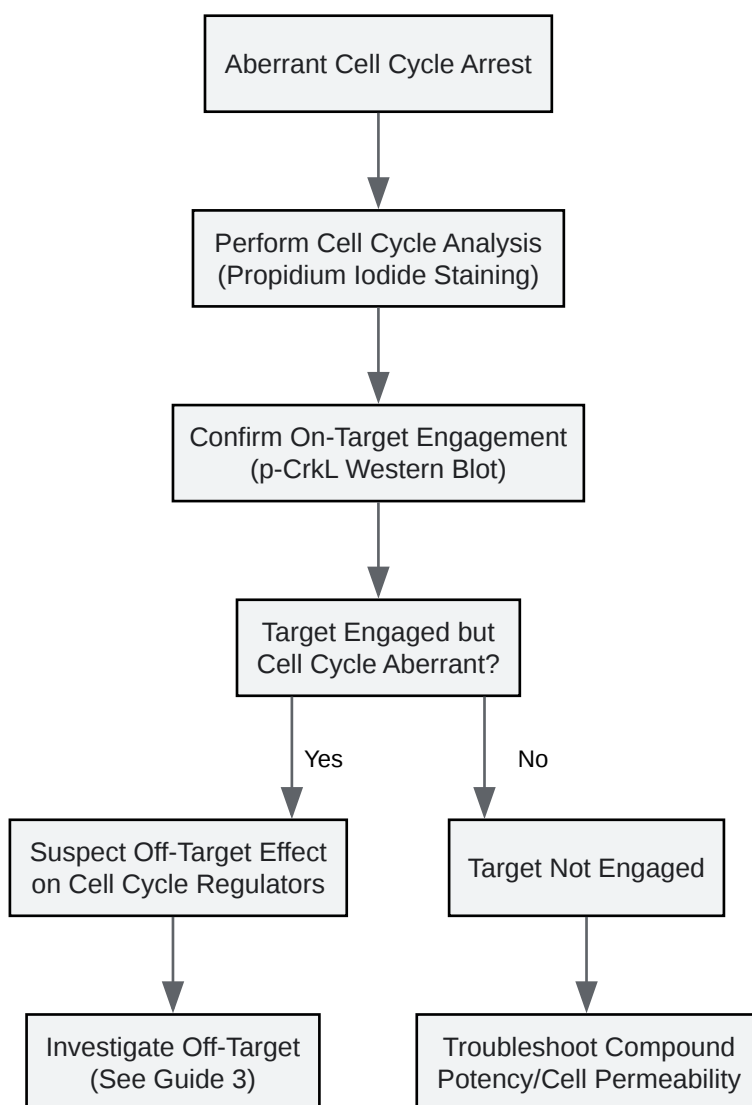 Aberrant Cell Cycle Arrest
Perform Cell Cycle Analysis
(Propidium Iodide Staining)
Confirm On-Target Engagement
(p-CrkL Western Blot)
Target Engaged but
Cell Cycle Aberrant?
Yes
No
Suspect Off-Target Effect
on Cell Cycle Regulators
Target Not Engaged
Investigate Off-Target
(See Guide 3)
Troubleshoot Compound
Potency/Cell Permeability